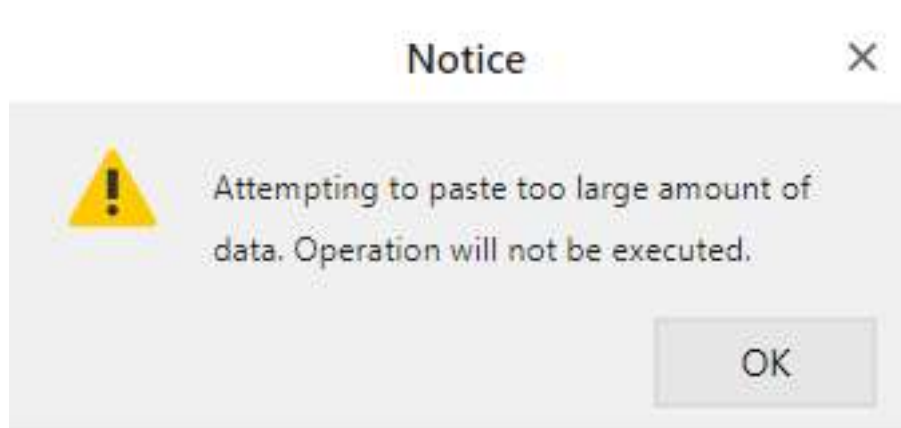 Notice
Attempting to paste too large amount of
data. Operation will not be executed.
OK